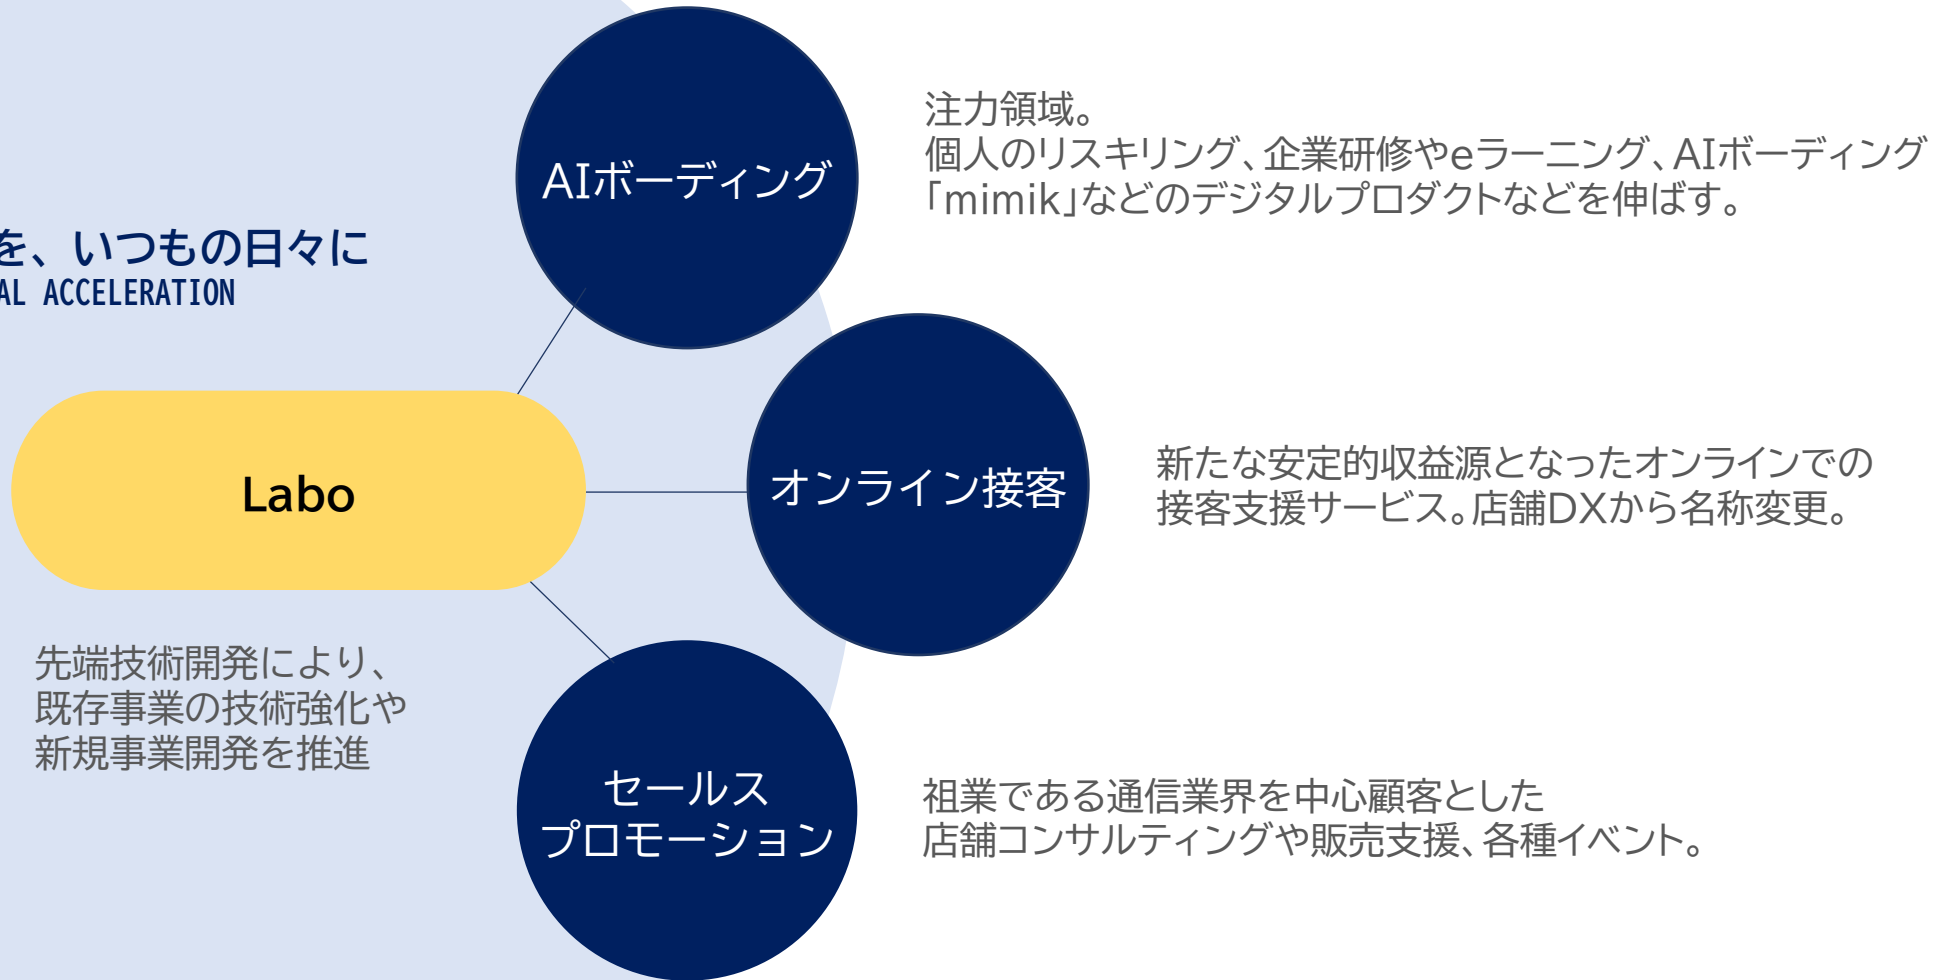 AIボーディング
注力領域。
個人のリスキリング、企業研修やeラーニング、AIボーディング
「mimik」などのデジタルプロダクトなどを伸ばす。
を、いつもの日々に
AL ACCELERATION
Labo
オンライン接客
新たな安定的収益源となったオンラインでの
接客支援サービス。店舗DXから名称変更。
先端技術開発により、
既存事業の技術強化や
新規事業開発を推進
セールス
プロモーション
祖業である通信業界を中心顧客とした
店舗コンサルティングや販売支援、各種イベント。